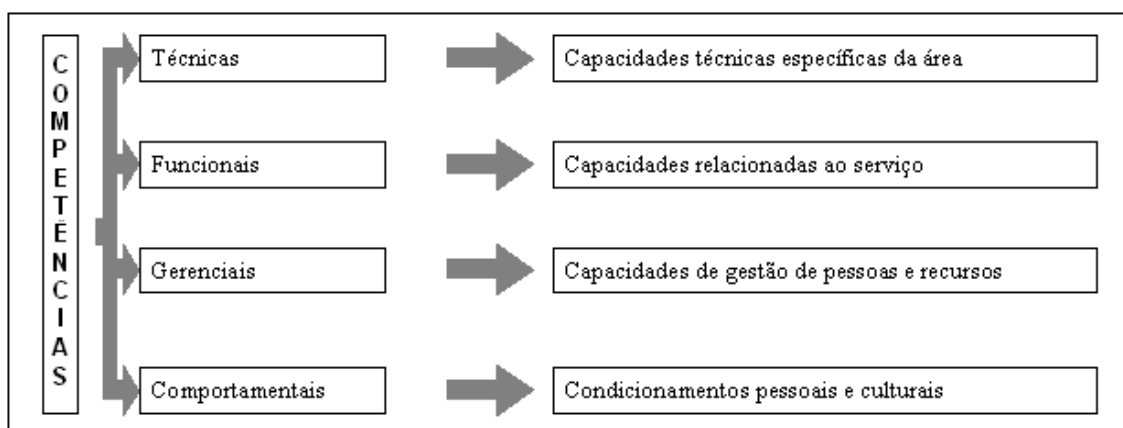 COMPETÊNCIAS
Técnicas
Capacidades técnicas específicas da área
Funcionais
Capacidades relacionadas ao serviço
Gerenciais
Capacidades de gestão de pessoas e recursos
Comportamentais
Condicionamentos pessoais e culturais